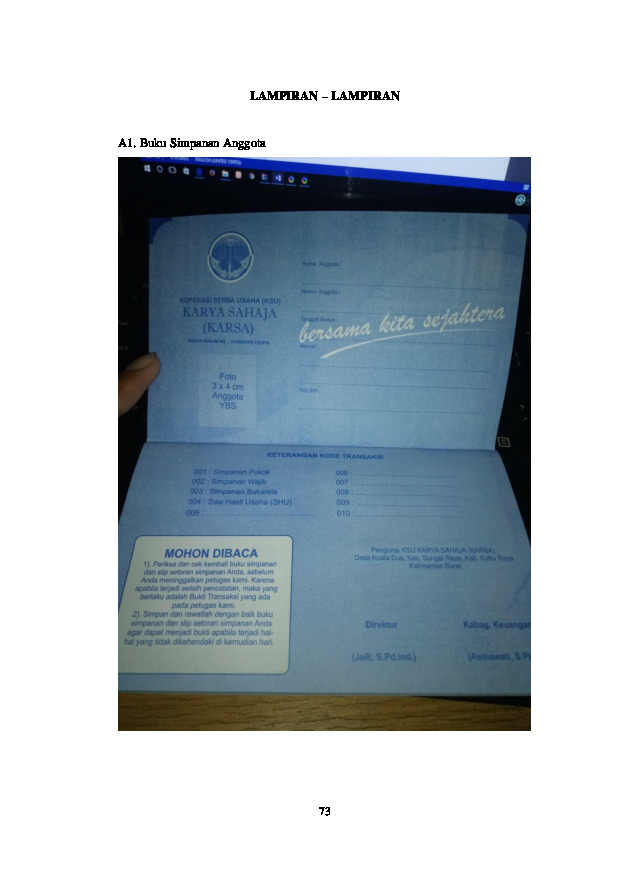 LAMPIRAN – LAMPIRAN
A1. Buku Simpanan Anggota
ENGLISH (UNITED STATES)
KOPERASI SERBA USAHA (KSU)
KARYA SAHAJA
(KARSA)
BADAN HUKUM NO :
Foto
3 x 4 cm
Anggota
YBS
Nama Anggota :
Nomor Anggota :
Tanggal Masuk :
bersama kita sejahtera
Alamat :
KETERANGAN KODE TRANSAKSI
001 : Simpanan Pokok
002 : Simpanan Wajib
003 : Simpanan Sukarela
004 : Sisa Hasil Usaha (SHU)
005 :
006 :
007 :
008 :
009 :
010 :
MOHON DIBACA
1). Periksa dan cek kembali buku simpanan
dan slip setoran simpanan Anda, sebelum
Anda meninggalkan petugas kami. Karena
apabila terjadi selisih pencatatan, maka yang
berlaku adalah Bukti Transaksi yang ada
pada petugas kami.
2). Simpan dan rawatlah dengan baik buku
simpanan dan slip setoran simpanan Anda
agar dapat menjadi bukti apabila terjadi hal-
hal yang tidak dikehendaki di kemudian hari.
Pengurus KSU KARYA SAHAJA (KARSA)
Desa Kuala Dua, Kec. Sungai Raya, Kab. Kubu Raya
Kalimantan Barat
Direktur
Kabag. Keuangan
(Jaili, S.Pd.Ind.)
(Asmawati, S.P
73